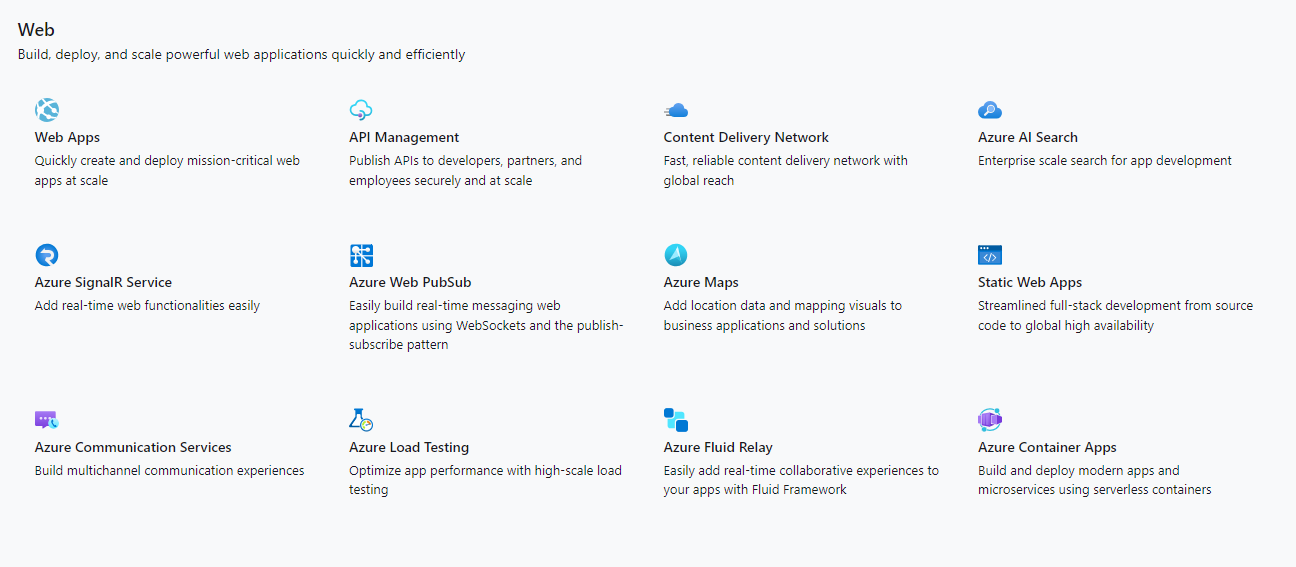 Web
Build, deploy, and scale powerful web applications quickly and efficiently
Web Apps
Quickly create and deploy mission-critical web
apps at scale
API Management
Publish APIs to developers, partners, and
employees securely and at scale
Content Delivery Network
Fast, reliable content delivery network with
global reach
Azure AI Search
Enterprise scale search for app development
Azure SignalR Service
Add real-time web functionalities easily
Azure Web PubSub
Easily build real-time messaging web
applications using WebSockets and the publish-
subscribe pattern
Azure Maps
Add location data and mapping visuals to
business applications and solutions
Static Web Apps
Streamlined full-stack development from source
code to global high availability
Azure Communication Services
Build multichannel communication experiences
Azure Load Testing
Optimize app performance with high-scale load
testing
Azure Fluid Relay
Easily add real-time collaborative experiences to
your apps with Fluid Framework
Azure Container Apps
Build and deploy modern apps and
microservices using serverless containers